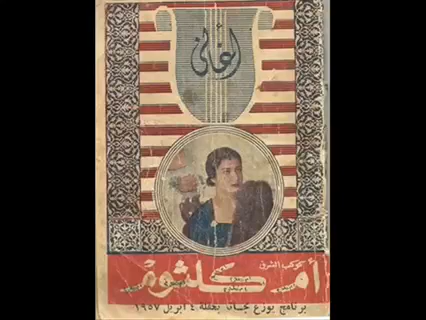 أغاني
كوكب الشرق
أم كلثوم
برنامج يوزع مجاناً بحفلة ٤ ابريل ١٩٥٧